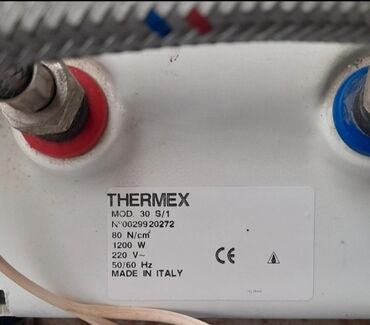 THERMEX
MOD. 30 S/1
N°0029920272
80 N/cm²
1200 W
220 V~
50/60 Hz
MADE IN ITALY
CE